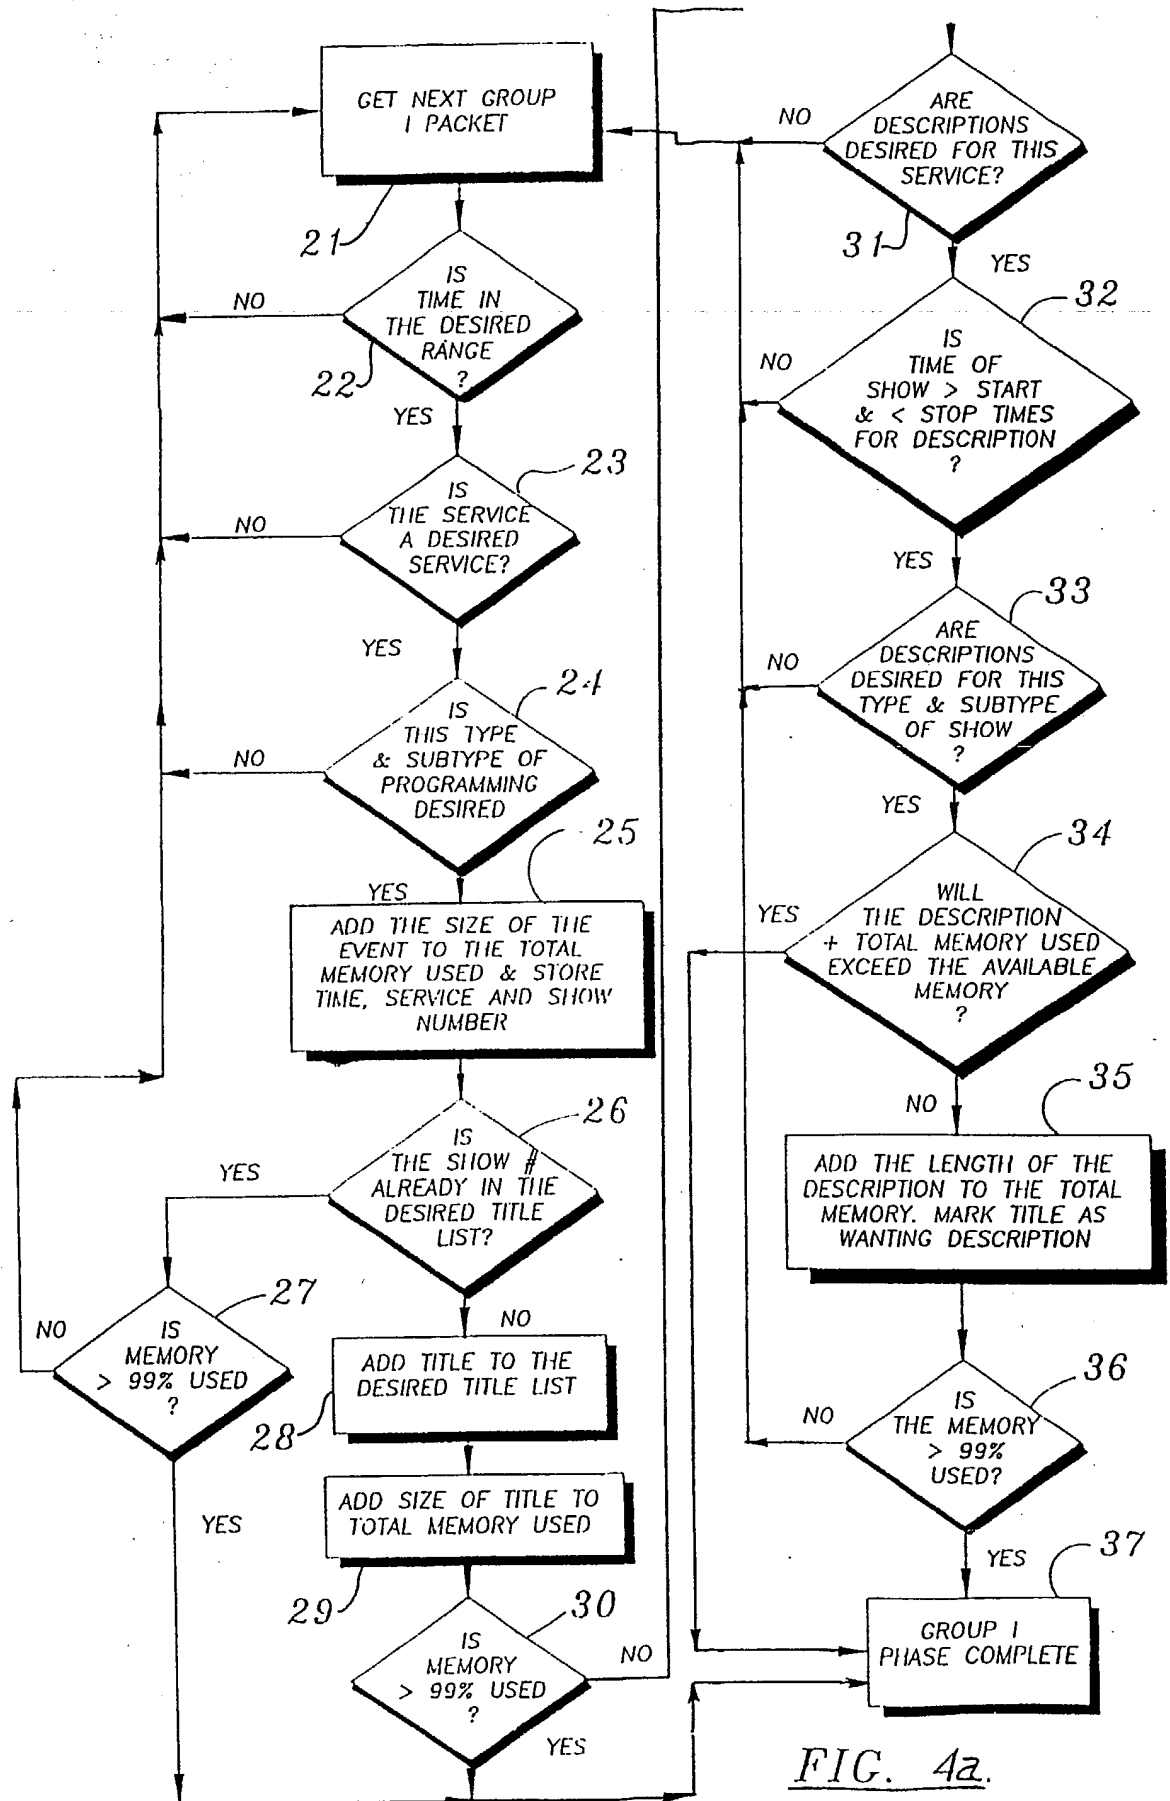 GET NEXT GROUP
1 PACKET
21
IS
TIME IN
THE DESIRED
RANGE
?
22
NO
YES
23
IS
THE SERVICE
A DESIRED
SERVICE?
NO
YES
24
IS
THIS TYPE
& SUBTYPE OF
PROGRAMMING
DESIRED
NO
YES
25
ADD THE SIZE OF THE
EVENT TO THE TOTAL
MEMORY USED & STORE
TIME, SERVICE AND SHOW
NUMBER
26
IS
THE SHOW #
ALREADY IN THE
DESIRED TITLE
LIST?
YES
NO
27
IS
MEMORY
> 99% USED
?
NO
YES
ADD TITLE TO THE
DESIRED TITLE LIST
28
ADD SIZE OF TITLE TO
TOTAL MEMORY USED
29
30
IS
MEMORY
> 99% USED
?
NO
YES
ARE
DESCRIPTIONS
DESIRED FOR THIS
SERVICE?
NO
31
YES
32
IS
TIME OF
SHOW > START
& < STOP TIMES
FOR DESCRIPTION
?
NO
YES
33
ARE
DESCRIPTIONS
DESIRED FOR THIS
TYPE & SUBTYPE
OF SHOW
?
NO
YES
34
WILL
THE DESCRIPTION
+ TOTAL MEMORY USED
EXCEED THE AVAILABLE
MEMORY
?
YES
NO
35
ADD THE LENGTH OF THE
DESCRIPTION TO THE TOTAL
MEMORY. MARK TITLE AS
WANTING DESCRIPTION
36
IS
THE MEMORY
> 99%
USED?
NO
YES
37
GROUP 1
PHASE COMPLETE
FIG. 4a.